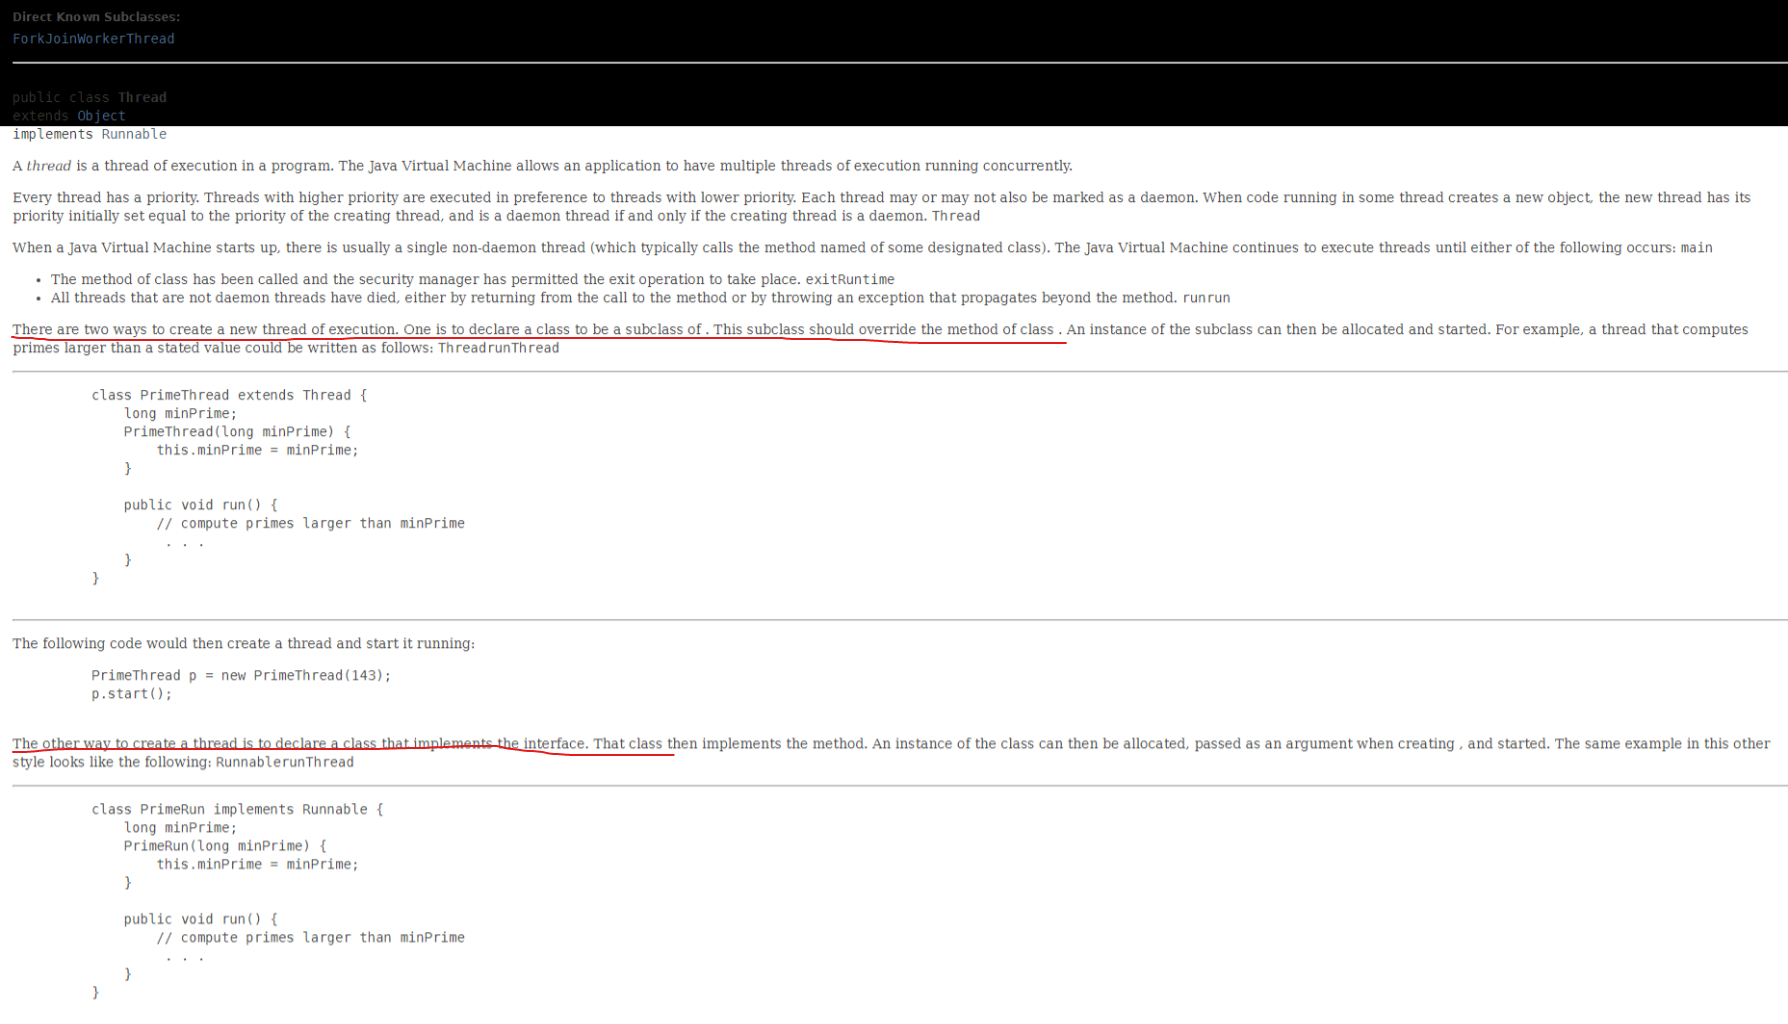 Direct Known Subclasses:
ForkJoinWorkerThread
public class Thread
extends Object
implements Runnable
A thread is a thread of execution in a program. The Java Virtual Machine allows an application to have multiple threads of execution running concurrently.
Every thread has a priority. Threads with higher priority are executed in preference to threads with lower priority. Each thread may or may not also be marked as a daemon. When code running in some thread creates a new object, the new thread has its
priority initially set equal to the priority of the creating thread, and is a daemon thread if and only if the creating thread is a daemon. Thread
When a Java Virtual Machine starts up, there is usually a single non-daemon thread (which typically calls the method named of some designated class). The Java Virtual Machine continues to execute threads until either of the following occurs: main
• The method of class has been called and the security manager has permitted the exit operation to take place. exitRuntime
• All threads that are not daemon threads have died, either by returning from the call to the method or by throwing an exception that propagates beyond the method. runrun
There are two ways to create a new thread of execution. One is to declare a class to be a subclass of . This subclass should override the method of class . An instance of the subclass can then be allocated and started. For example, a thread that computes
primes larger than a stated value could be written as follows: ThreadrunThread
class PrimeThread extends Thread {
long minPrime;
PrimeThread(long minPrime) {
this.minPrime = minPrime;
}
public void run() {
// compute primes larger than minPrime
. . .
}
}
The following code would then create a thread and start it running:
PrimeThread p = new PrimeThread(143);
p.start();
The other way to create a thread is to declare a class that implements the interface. That class then implements the method. An instance of the class can then be allocated, passed as an argument when creating , and started. The same example in this other
style looks like the following: RunnablerunThread
class PrimeRun implements Runnable {
long minPrime;
PrimeRun(long minPrime) {
this.minPrime = minPrime;
}
public void run() {
// compute primes larger than minPrime
. . .
}
}